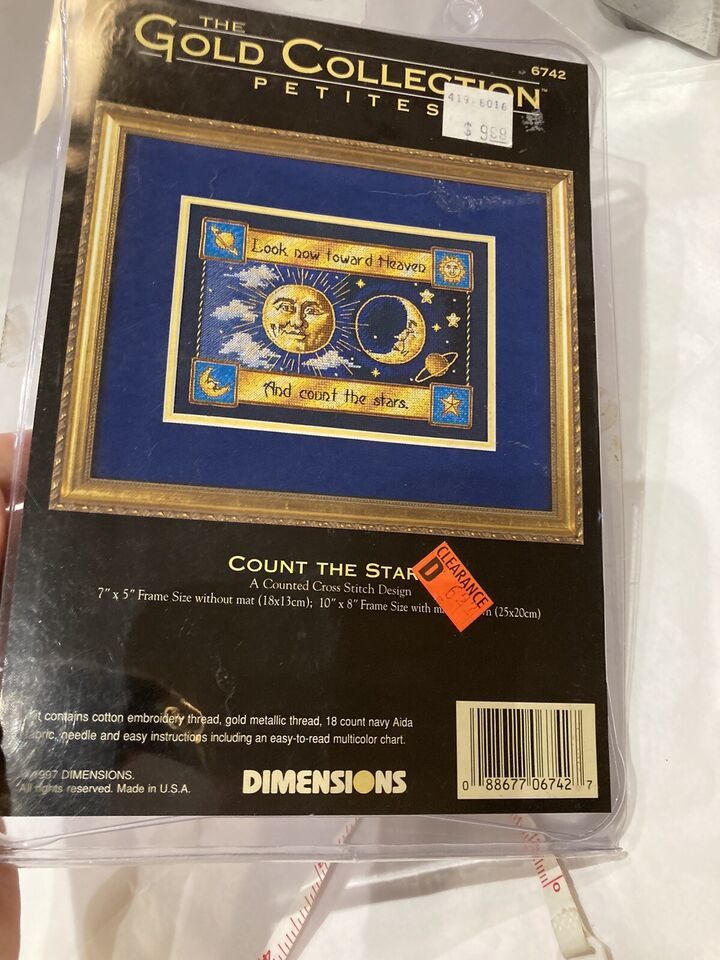 THE
GOLD COLLECTION™
PETITES
6742
419-6016
$ 9.99
Look now toward Heaven
And count the stars.
COUNT THE STAR
CLEARANCE
D
A Counted Cross Stitch Design
7" x 5" Frame Size without mat (18x13cm); 10" x 8" Frame Size with (25x20cm)
contains cotton embroidery thread, gold metallic thread, 18 count navy Aida
needle and easy instructions including an easy-to-read multicolor chart.
1997 DIMENSIONS.
All rights reserved. Made in U.S.A.
DIMENSIONS
0 88677 06742 7